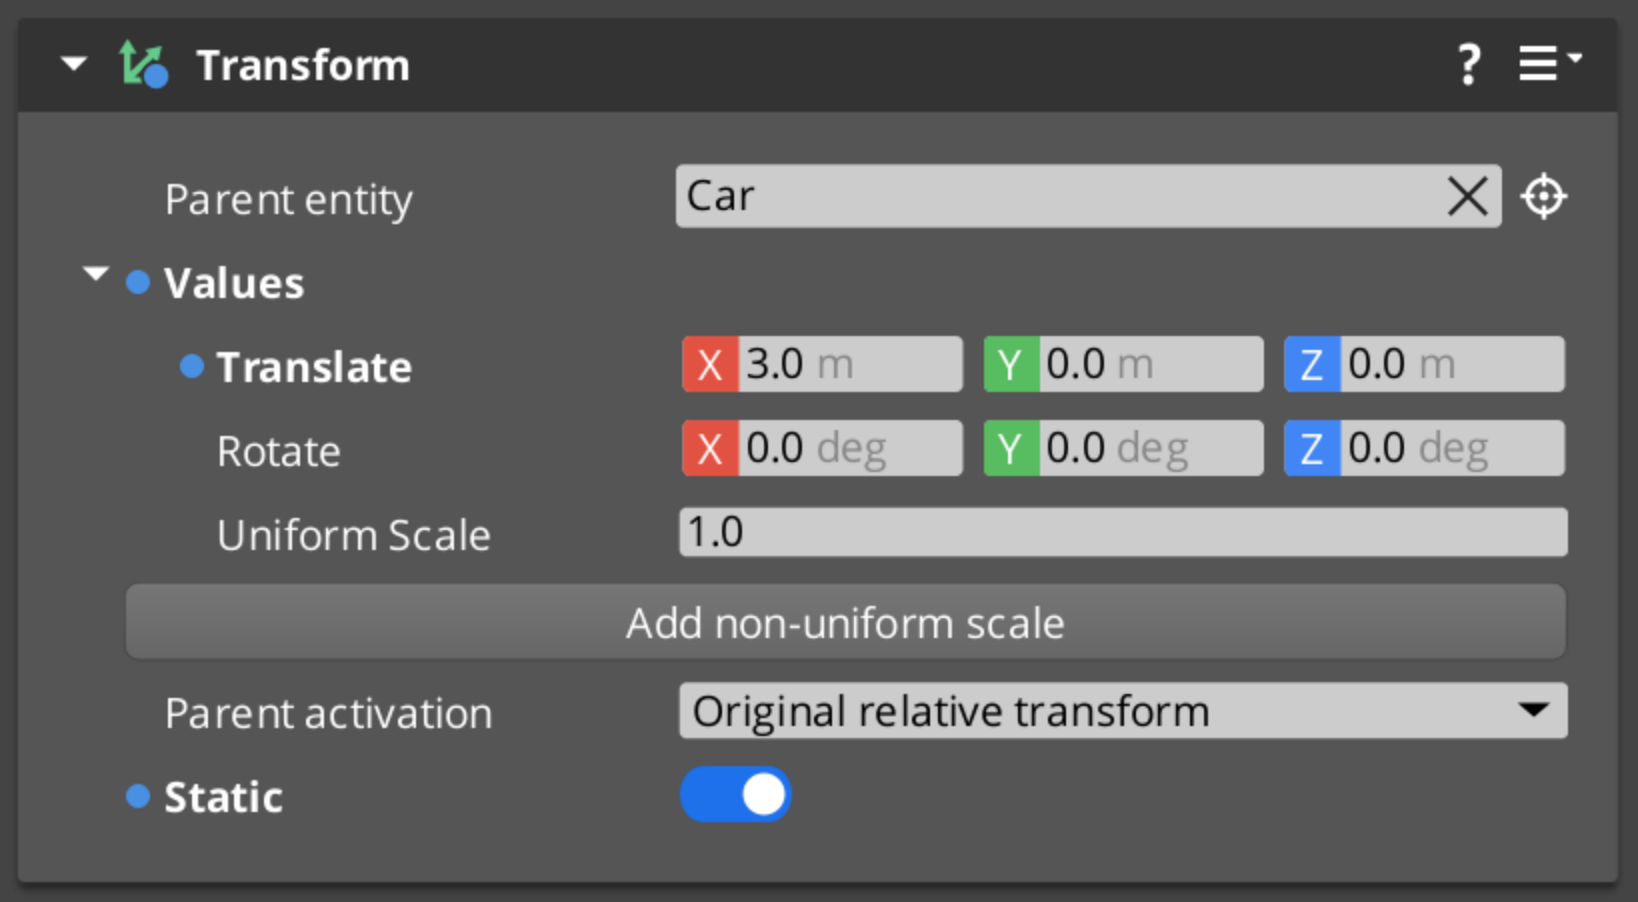 Transform ?
Parent entity Car
Values
Translate X 3.0 m Y 0.0 m Z 0.0 m
Rotate X 0.0 deg Y 0.0 deg Z 0.0 deg
Uniform Scale 1.0
Add non-uniform scale
Parent activation Original relative transform
Static